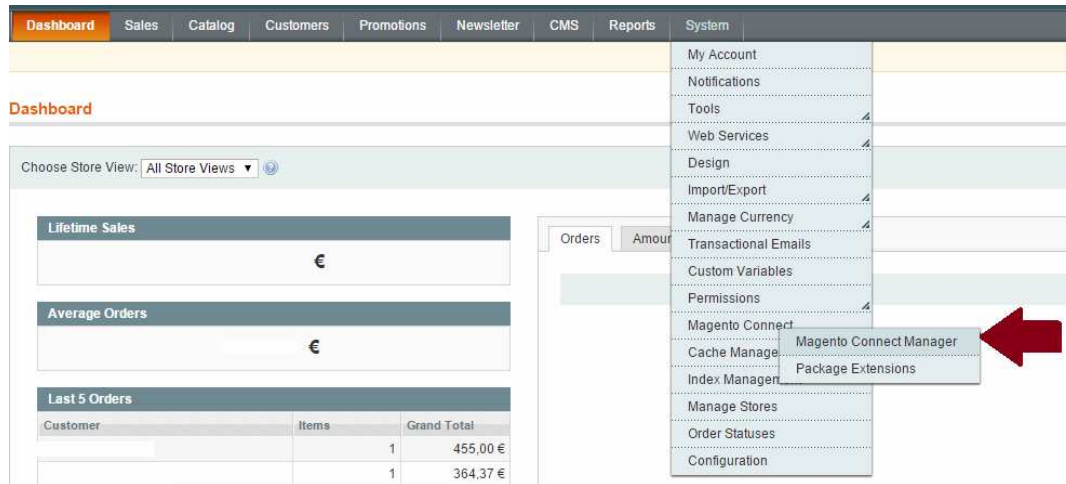 Dashboard Sales Catalog Customers Promotions Newsletter CMS Reports System
My Account
Notifications
Tools
Web Services
Design
Import/Export
Manage Currency
Transactional Emails
Custom Variables
Permissions
Magento Connect
Cache Manage
Index Managem
Manage Stores
Order Statuses
Configuration
Magento Connect Manager
Package Extensions
Dashboard
Choose Store View: All Store Views
Lifetime Sales
€
Average Orders
€
Last 5 Orders
Customer Items Grand Total
1 455,00 €
1 364,37 €
Orders Amoun